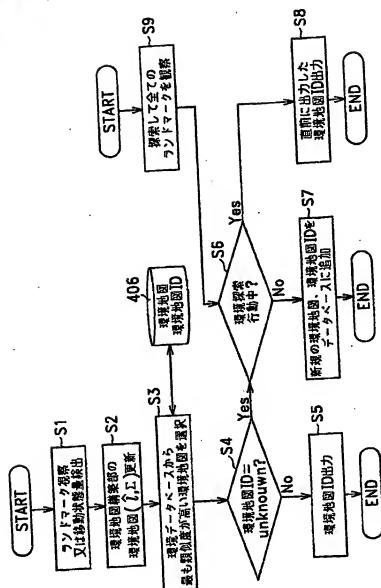 START
S1
ランドマーク観察
又は移動状態量検出
S2
環境地図構築部の
環境地図(l̂,Σ)更新
S3
環境データベースから
最も類似度が高い環境地図を選択
406
環境地図
環境地図ID
S4
環境地図ID=
unknouwn?
Yes
No
S5
環境地図ID出力
END
START
S9
探索して全ての
ランドマークを観察
S6
環境探索
行動中?
Yes
No
S7
新規の環境地図、環境地図IDを
データベースに追加
END
S8
直前に出力した
環境地図ID出力
END